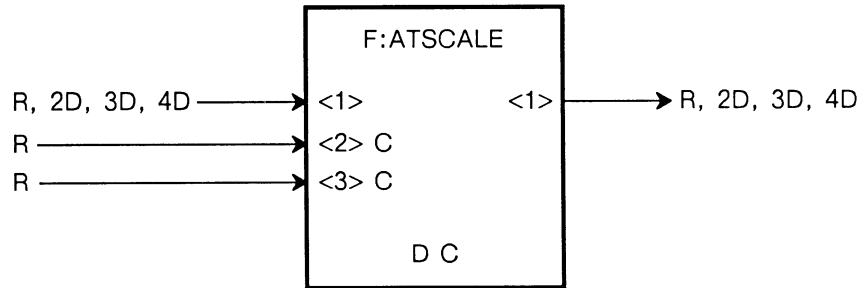 F:ATSCALE
R, 2D, 3D, 4D <1> <1> R, 2D, 3D, 4D
R <2> C
R <3> C
D C